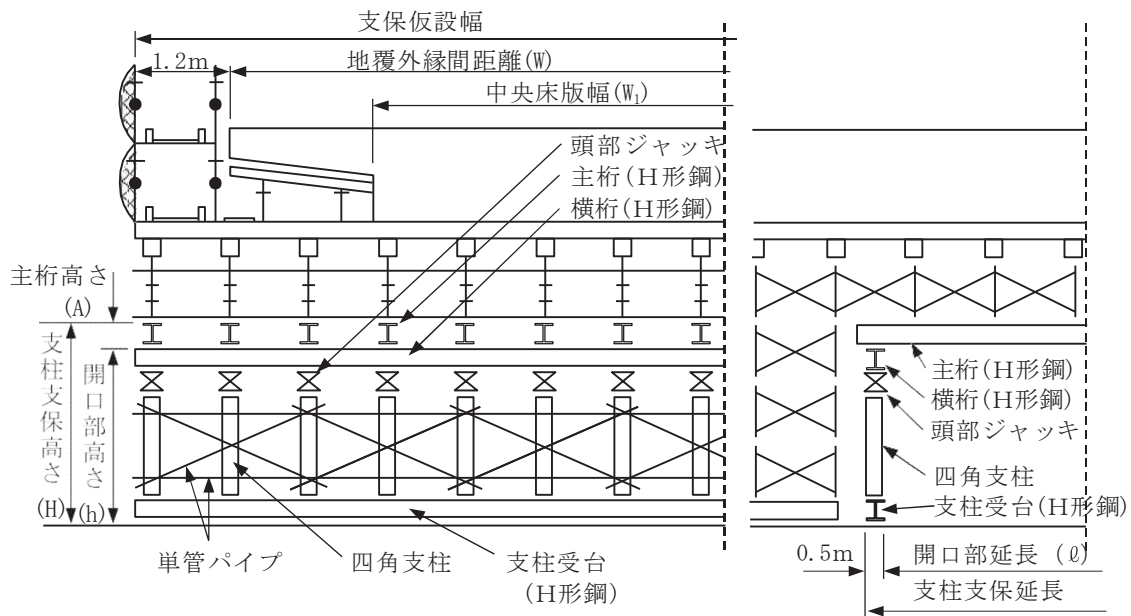 支保仮設幅
1.2m
地覆外縁間距離(W)
中央床版幅(W₁)
頭部ジャッキ
主桁(H形鋼)
横桁(H形鋼)
主桁高さ
(A)
支柱支保高さ
(H)
開口部高さ
(h)
単管パイプ
四角支柱
支柱受台
(H形鋼)
主桁(H形鋼)
横桁(H形鋼)
頭部ジャッキ
四角支柱
支柱受台(H形鋼)
0.5m
開口部延長 (ℓ)
支柱支保延長